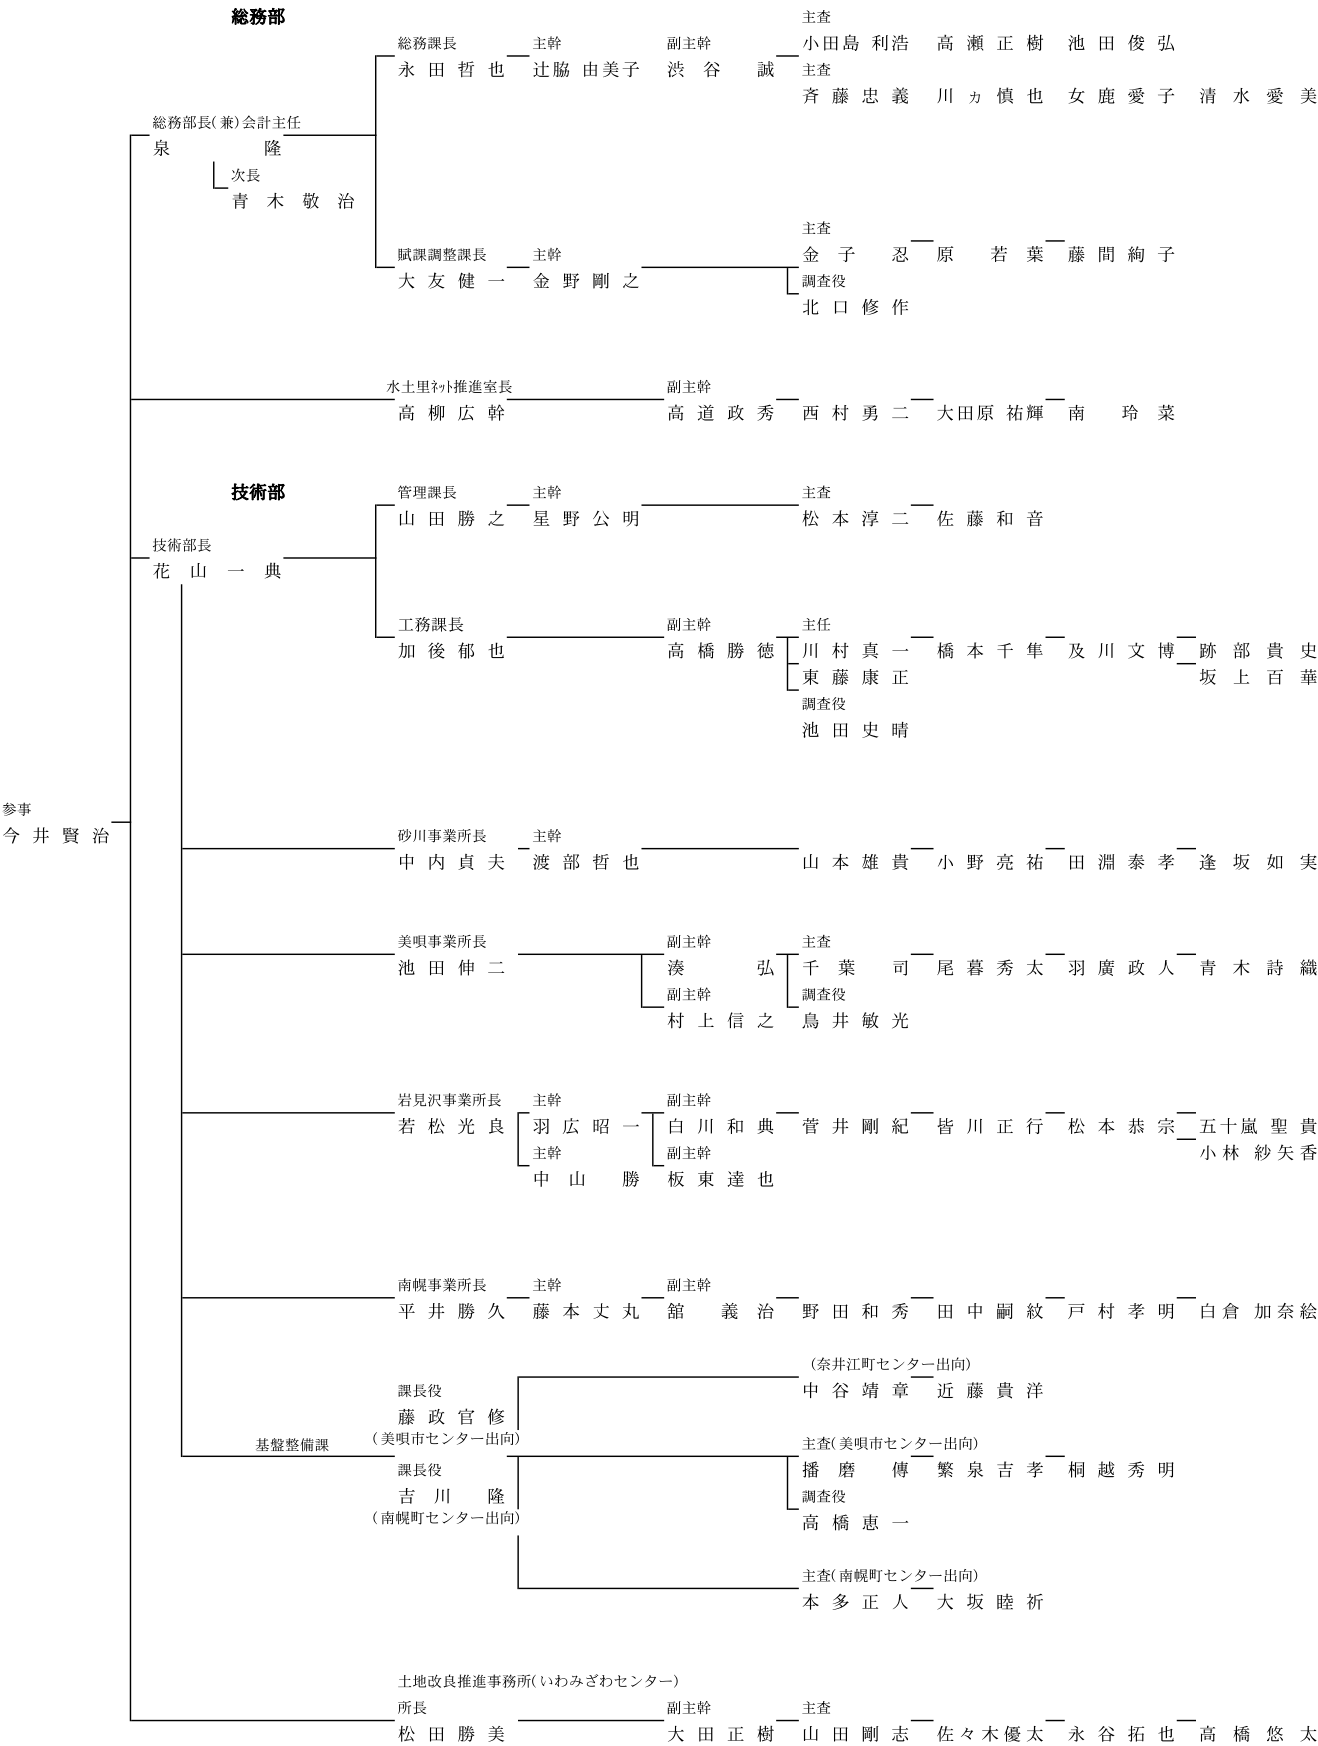 総務部
主査
総務課長 主幹 副主幹 小田島 利浩 高瀬正樹 池田俊弘
永田哲也 辻脇 由美子 渋谷 誠 主査
斉藤忠義 川ヵ慎也 女鹿愛子 清水愛美
総務部長(兼)会計主任
泉 隆
次長
青木敬治
主査
賦課調整課長 主幹 金子 忍 原 若葉 藤間絢子
大友健一 金野剛之 調査役
北口修作
水土里ネット推進室長 副主幹
高柳広幹 高道政秀 西村勇二 大田原 祐輝 南 玲菜
技術部 管理課長 主幹 主査
山田勝之 星野公明 松本淳二 佐藤和音
技術部長
花山一典
工務課長 副主幹 主任
加後郁也 高橋勝徳 川村真一 橋本千隼 及川文博 跡部貴史
東藤康正 坂上百華
調査役
池田史晴
参事
今井賢治
砂川事業所長 主幹
中内貞夫 渡部哲也 山本雄貴 小野亮祐 田淵泰孝 逢坂如実
美唄事業所長 副主幹 主査
池田伸二 湊 弘 千葉 司 尾暮秀太 羽廣政人 青木詩織
副主幹 調査役
村上信之 鳥井敏光
岩見沢事業所長 主幹 副主幹
若松光良 羽広昭一 白川和典 菅井剛紀 皆川正行 松本恭宗 五十嵐 聖貴
主幹 副主幹 小林 紗矢香
中山 勝 板東達也
南幌事業所長 主幹 副主幹
平井勝久 藤本丈丸 舘 義治 野田和秀 田中嗣紋 戸村孝明 白倉 加奈絵
(奈井江町センター出向)
課長役 中谷靖章 近藤貴洋
藤政官修
(美唄市センター出向)
基盤整備課 主査(美唄市センター出向)
課長役 播磨 傳 繁泉吉孝 桐越秀明
吉川 隆 調査役
(南幌町センター出向) 高橋恵一
主査(南幌町センター出向)
本多正人 大坂睦祈
土地改良推進事務所(いわみざわセンター)
所長 副主幹 主査
松田勝美 大田正樹 山田剛志 佐々木優太 永谷拓也 高橋悠太